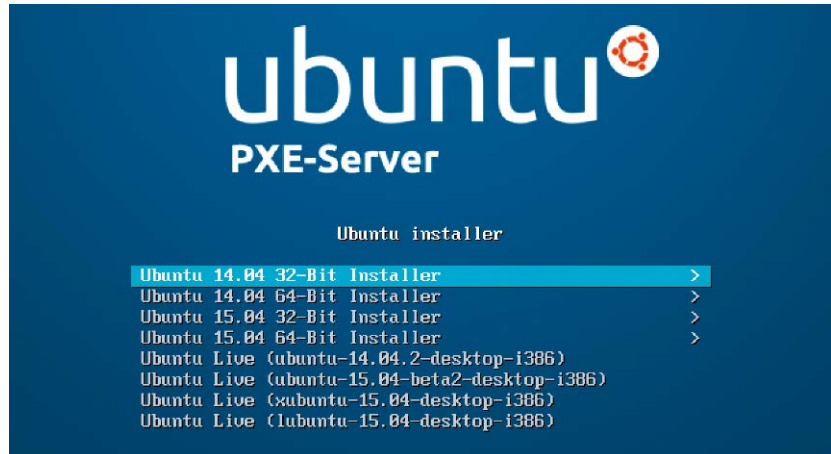 ubuntu®
PXE-Server
Ubuntu installer
Ubuntu 14.04 32-Bit Installer >
Ubuntu 14.04 64-Bit Installer >
Ubuntu 15.04 32-Bit Installer >
Ubuntu 15.04 64-Bit Installer >
Ubuntu Live (ubuntu-14.04.2-desktop-i386)
Ubuntu Live (ubuntu-15.04-beta2-desktop-i386)
Ubuntu Live (xubuntu-15.04-desktop-i386)
Ubuntu Live (lubuntu-15.04-desktop-i386)